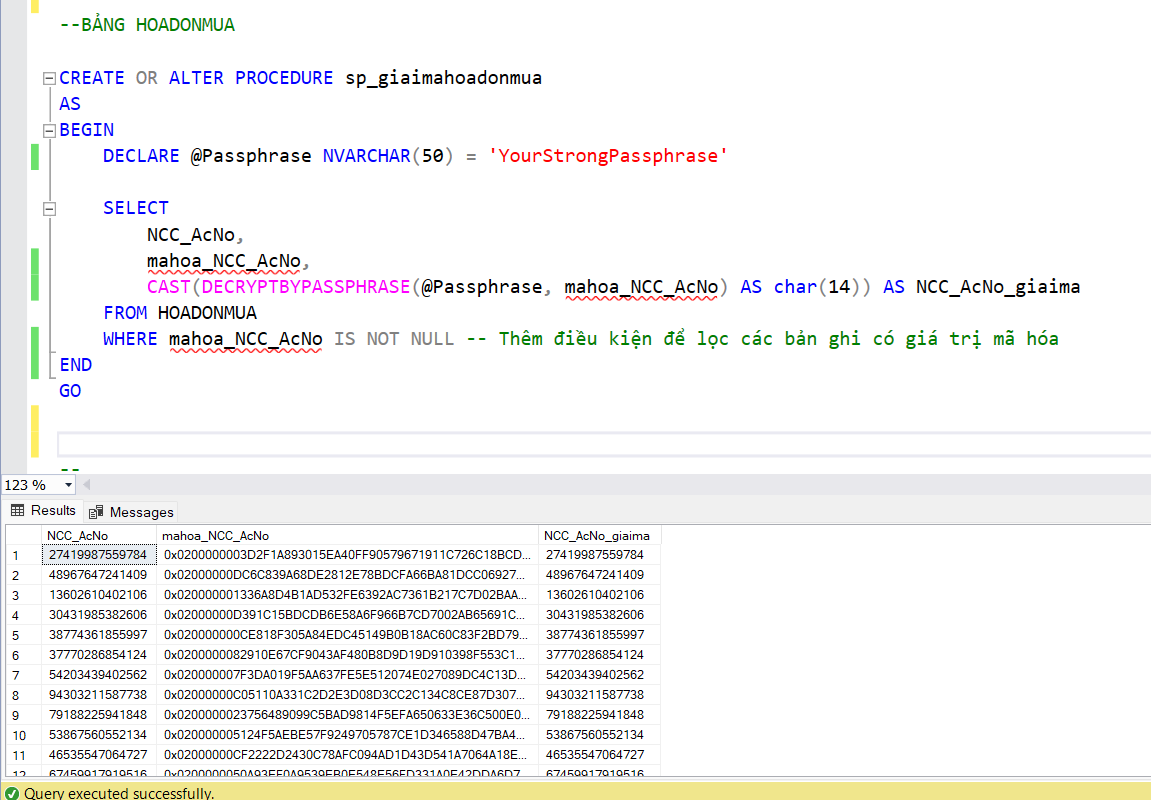 --BẢNG HOADONMUA
CREATE OR ALTER PROCEDURE sp_giaimahoadonmua
AS
BEGIN
DECLARE @Passphrase NVARCHAR(50) = 'YourStrongPassphrase'
SELECT
NCC_AcNo,
mahoa_NCC_AcNo,
CAST(DECRYPTBYPASSPHRASE(@Passphrase, mahoa_NCC_AcNo) AS char(14)) AS NCC_AcNo_giaima
FROM HOADONMUA
WHERE mahoa_NCC_AcNo IS NOT NULL -- Thêm điều kiện để lọc các bản ghi có giá trị mã hóa
END
GO
--
123 %
Results Messages
NCC_AcNo mahoa_NCC_AcNo NCC_AcNo_giaima
1 27419987559784 0x0200000003D2F1A893015EA40FF90579671911C726C18BCD... 27419987559784
2 48967647241409 0x02000000DC6C839A68DE2812E78BDCFA66BA81DCC06927... 48967647241409
3 13602610402106 0x020000001336A8D4B1AD532FE6392AC7361B217C7D02BAA... 13602610402106
4 30431985382606 0x02000000D391C15BDCDB6E58A6F966B7CD7002AB65691C... 30431985382606
5 38774361855997 0x020000000CE818F305A84EDC45149B0B18AC60C83F2BD79... 38774361855997
6 37770286854124 0x0200000082910E67CF9043AF480B8D9D19D910398F553C1... 37770286854124
7 54203439402562 0x020000007F3DA019F5AA637FE5E512074E027089DC4C13D... 54203439402562
8 94303211587738 0x02000000C05110A331C2D2E3D08D3CC2C134C8CE87D307... 94303211587738
9 79188225941848 0x0200000023756489099C5BAD9814F5EFA650633E36C500E0... 79188225941848
10 53867560552134 0x020000005124F5AEBE57F9249705787CE1D346588D47BA4... 53867560552134
11 46535547064727 0x02000000CF2222D2430C78AFC094AD1D43D541A7064A18E... 46535547064727
12 67459917919516 67459917919516
Query executed successfully.